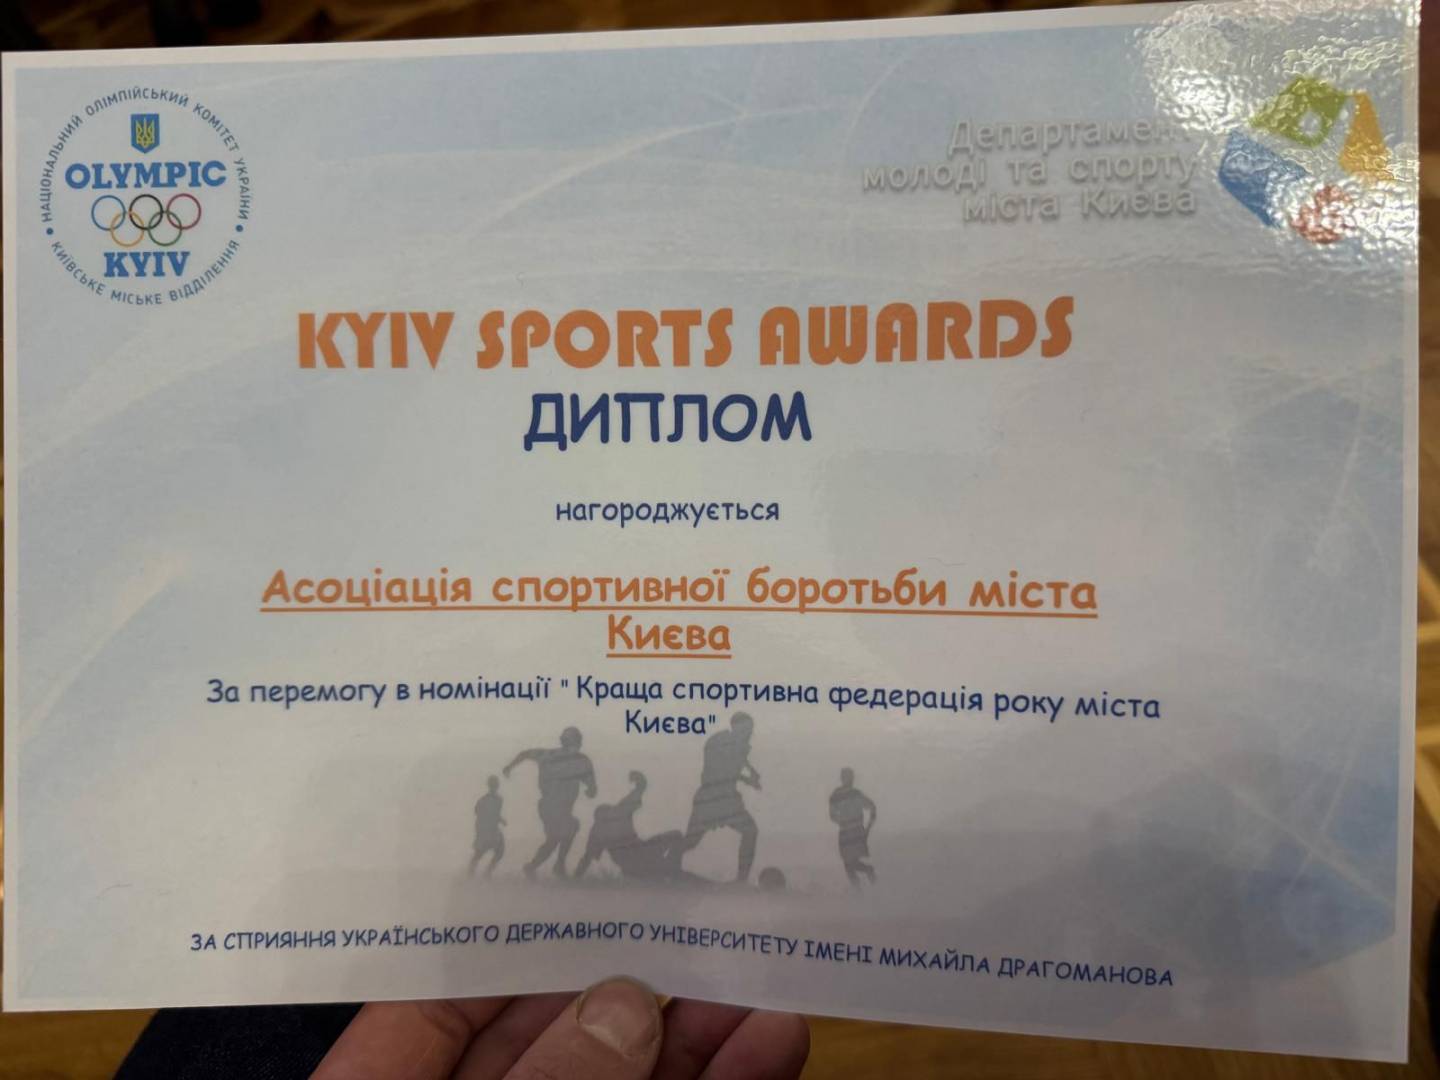 НАЦІОНАЛЬНИЙ ОЛІМПІЙСЬКИЙ КОМІТЕТ УКРАЇНИ
OLYMPIC
KYIV
КИЇВСЬКЕ МІСЬКЕ ВІДДІЛЕННЯ
Департамент
молоді та спорту
міста Києва
KYIV SPORTS AWARDS
ДИПЛОМ
нагороджується
Асоціація спортивної боротьби міста
Києва
За перемогу в номінації " Краща спортивна федерація року міста
Києва"
ЗА СПРИЯННЯ УКРАЇНСЬКОГО ДЕРЖАВНОГО УНІВЕРСИТЕТУ ІМЕНІ МИХАЙЛА ДРАГОМАНОВА